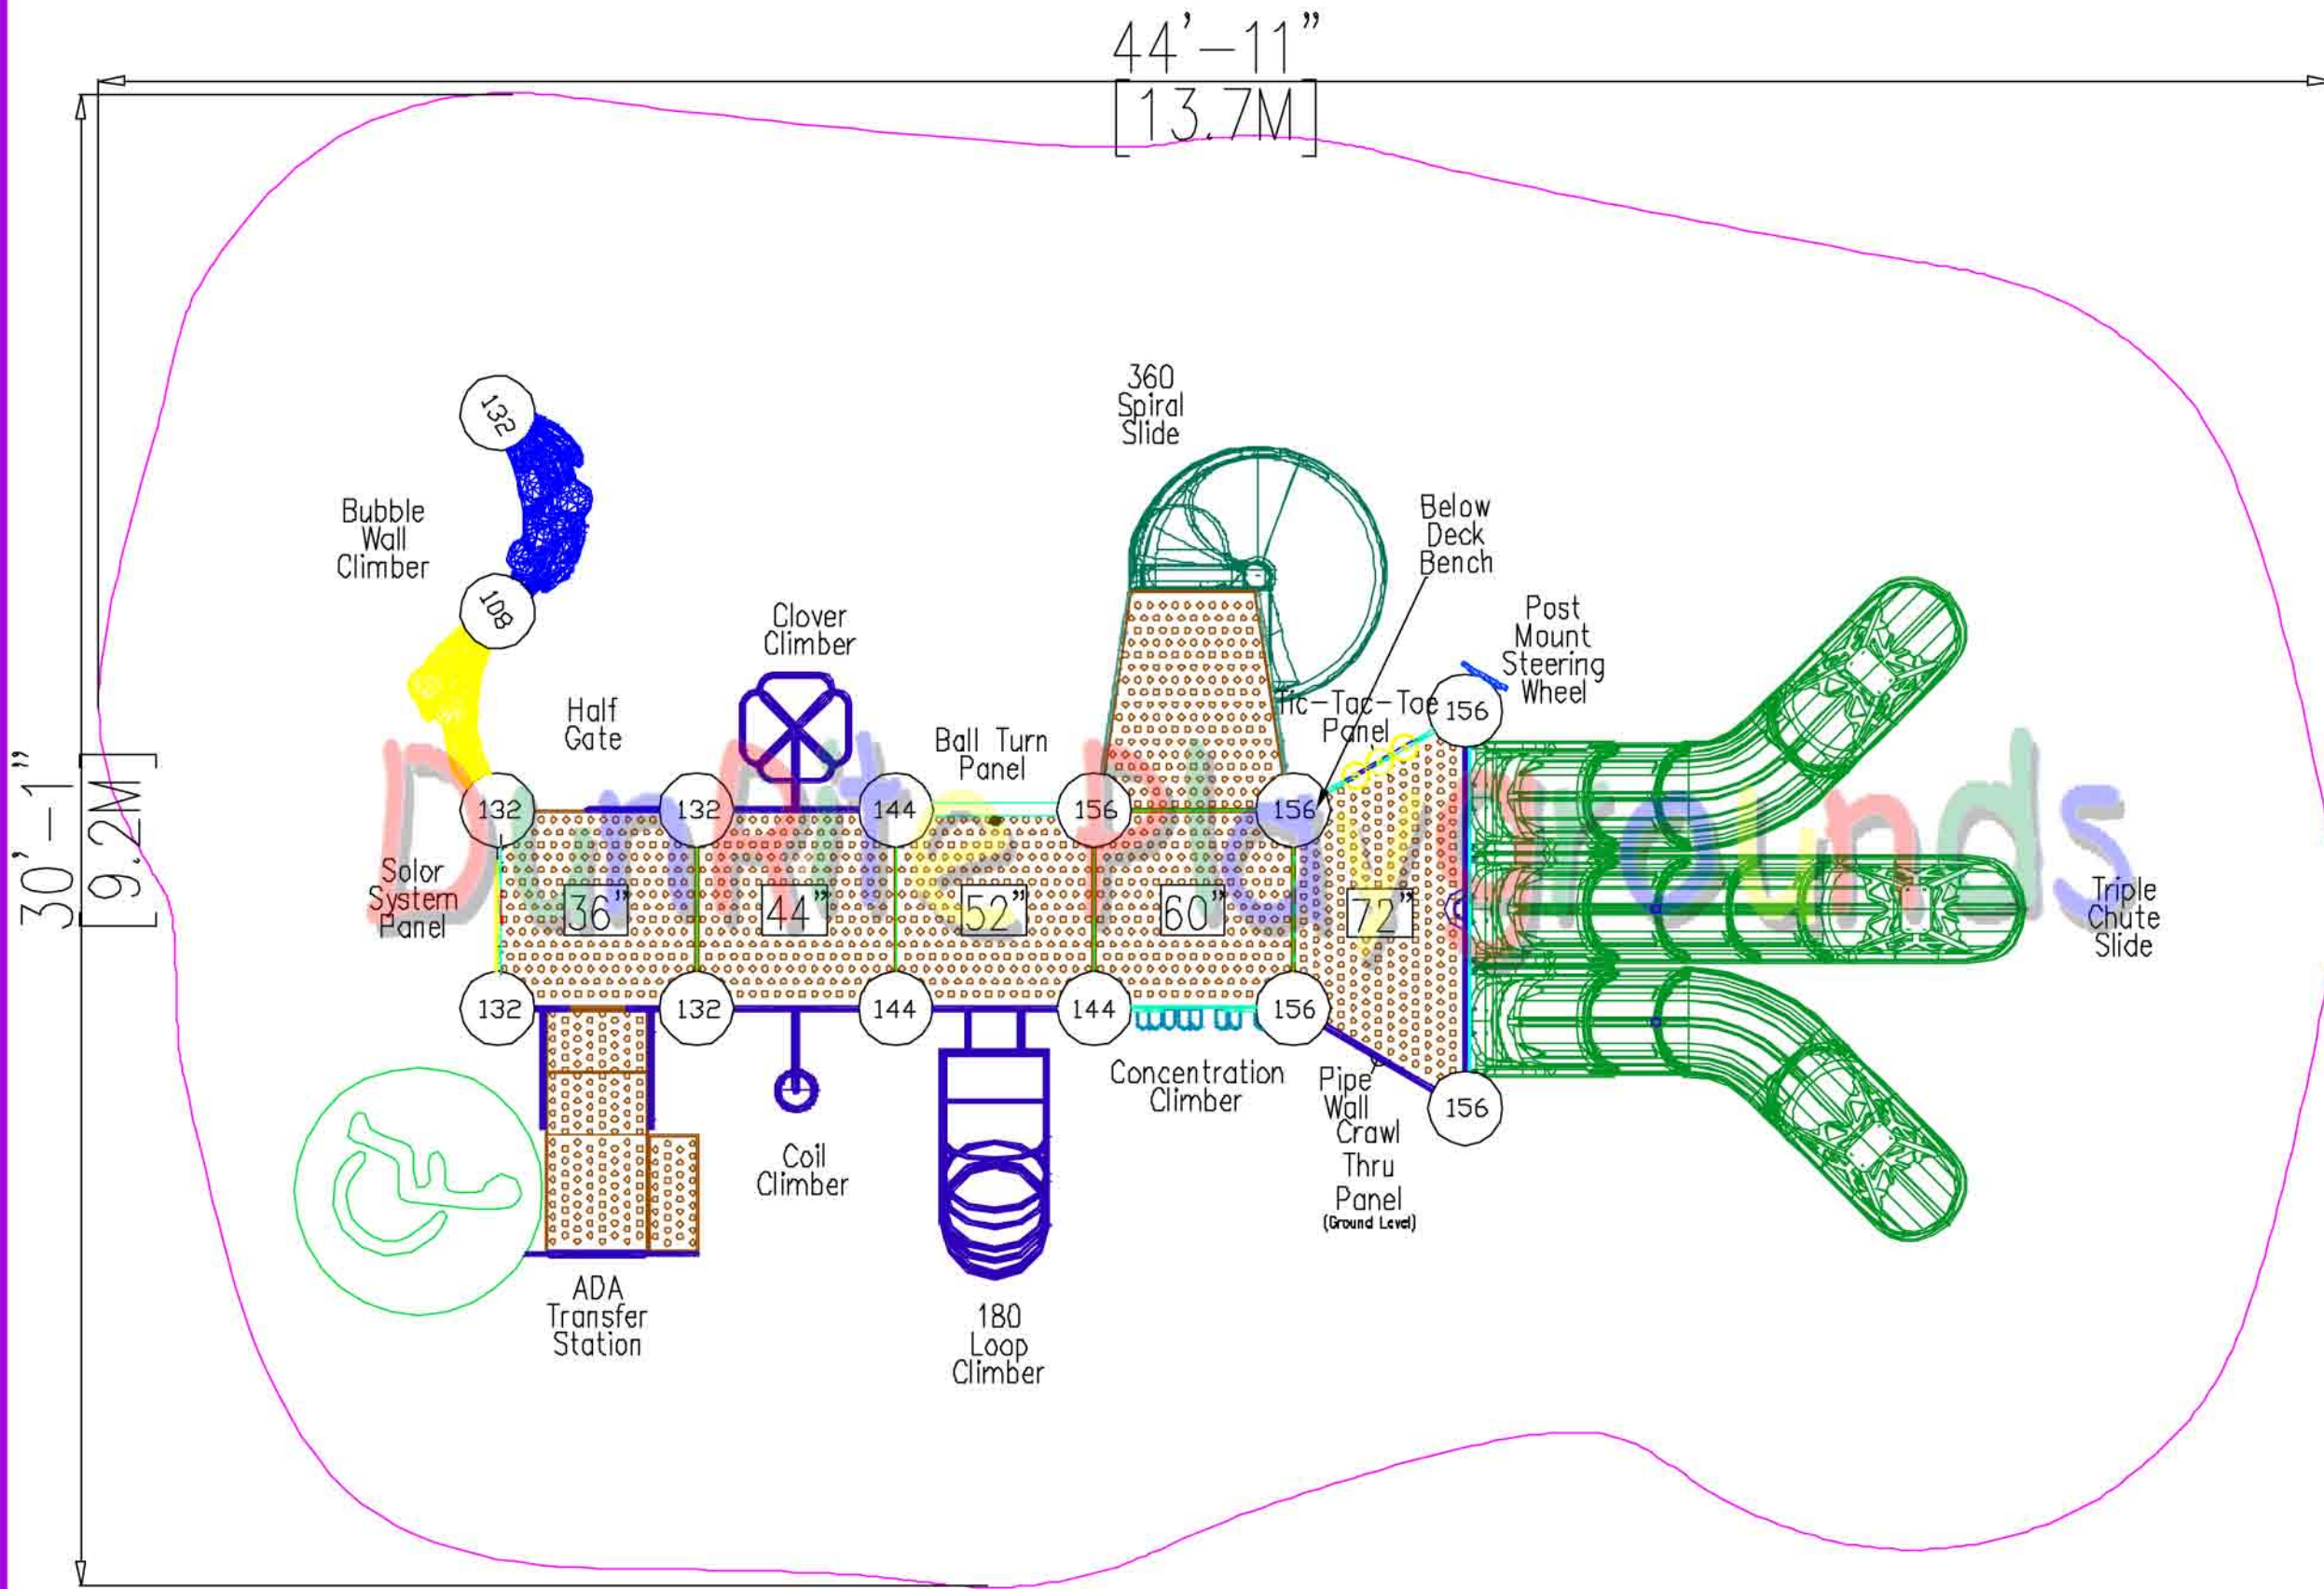 44'-11"
[13.7M]
30'-1"
[9.2M]
360
Spiral
Slide
132
Bubble
Wall
Climber
Below
Deck
Bench
108
Clover
Climber
Post
Mount
Steering
Wheel
Half
Gate
Tic-Tac-Toe
Panel
156
Ball Turn
Panel
132
132
144
156
156
DunRite Playgrounds
Solor
System
Panel
36"
44"
52"
60"
72"
Triple
Chute
Slide
132
132
144
144
156
Concentration
Climber
Pipe
Wall
Crawl
Thru
Panel
(Ground Level)
156
Coil
Climber
ADA
Transfer
Station
180
Loop
Climber